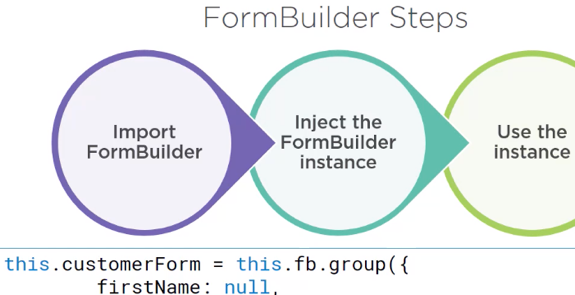 FormBuilder Steps
Import
FormBuilder
Inject the
FormBuilder
instance
Use the
instance
this.customerForm = this.fb.group({
firstName: null,